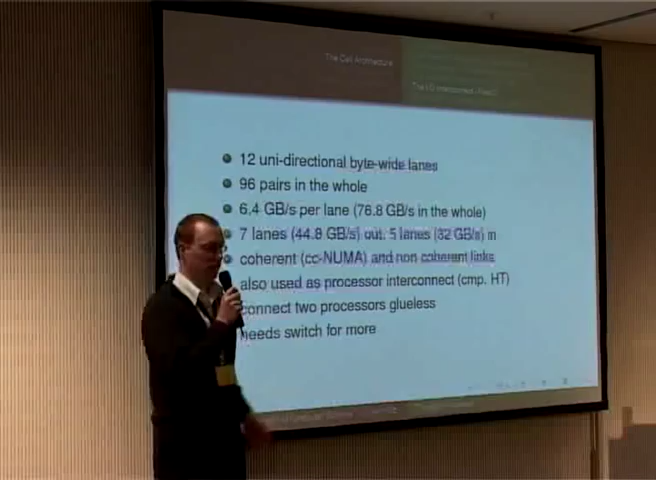 The Cell Architecture
12 uni-directional byte-wide lanes
96 pairs in the whole
6.4 GB/s per lane (76.8 GB/s in the whole)
7 lanes (44.8 GB/s) out, 5 lanes (32 GB/s) in
coherent (cc-NUMA) and non coherent links
also used as processor interconnect (cmp. HT)
connect two processors glueless
needs switch for more